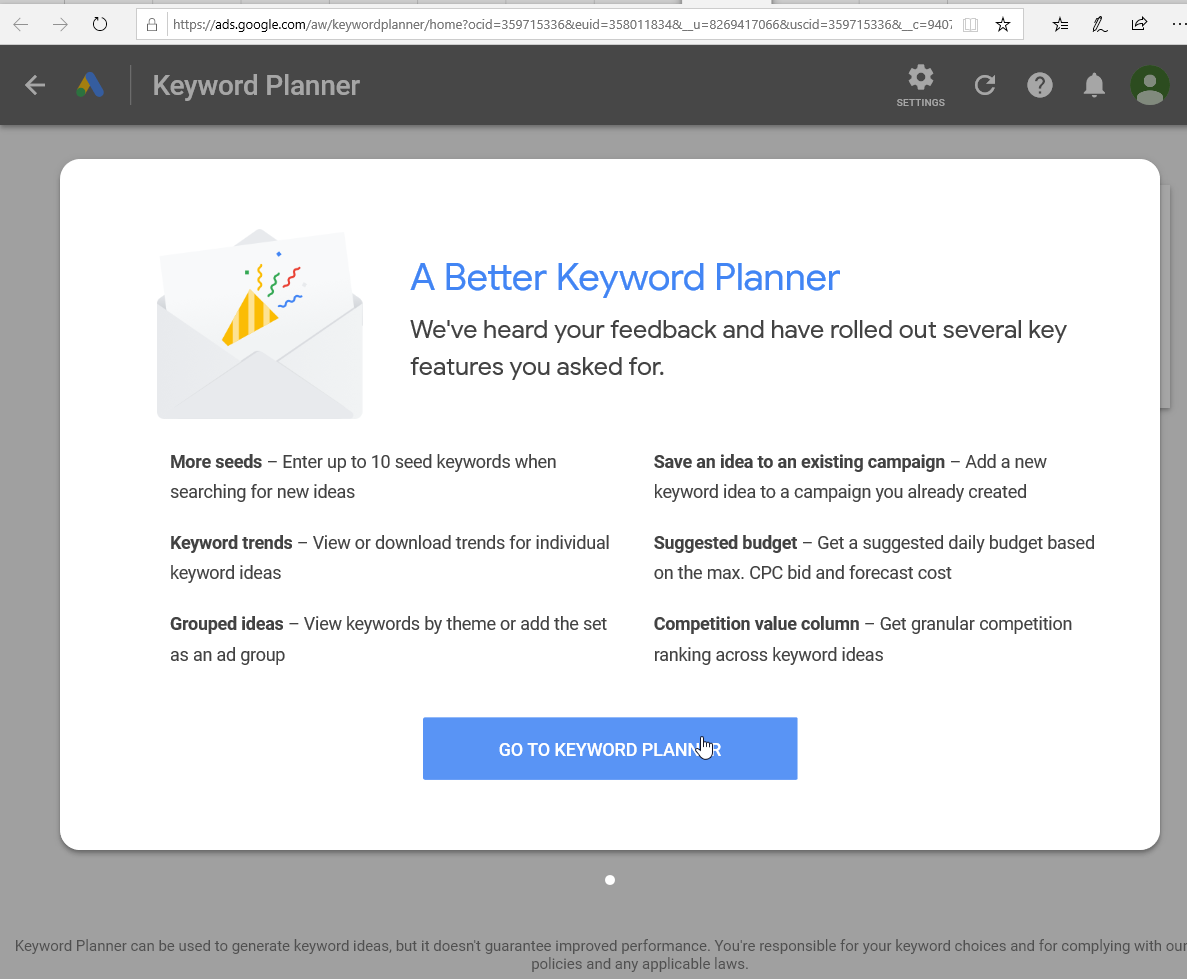 https://ads.google.com/aw/keywordplanner/home?ocid=359715336&euid=358011834&__u=8269417066&uscid=359715336&__c=940
Keyword Planner
SETTINGS
A Better Keyword Planner
We've heard your feedback and have rolled out several key
features you asked for.
More seeds – Enter up to 10 seed keywords when
searching for new ideas
Keyword trends – View or download trends for individual
keyword ideas
Grouped ideas – View keywords by theme or add the set
as an ad group
Save an idea to an existing campaign – Add a new
keyword idea to a campaign you already created
Suggested budget – Get a suggested daily budget based
on the max. CPC bid and forecast cost
Competition value column – Get granular competition
ranking across keyword ideas
GO TO KEYWORD PLANNER
Keyword Planner can be used to generate keyword ideas, but it doesn't guarantee improved performance. You're responsible for your keyword choices and for complying with our
policies and any applicable laws.